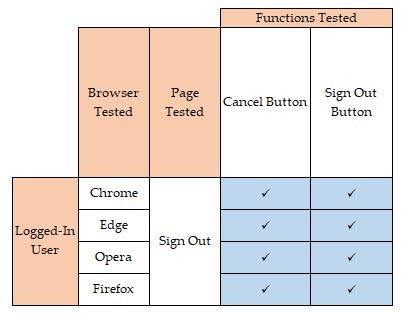 Functions Tested
Browser
Tested
Page
Tested
Cancel Button
Sign Out
Button
Logged-In
User
Chrome
✓ ✓
Edge
✓ ✓
Sign Out
Opera
✓ ✓
Firefox
✓ ✓